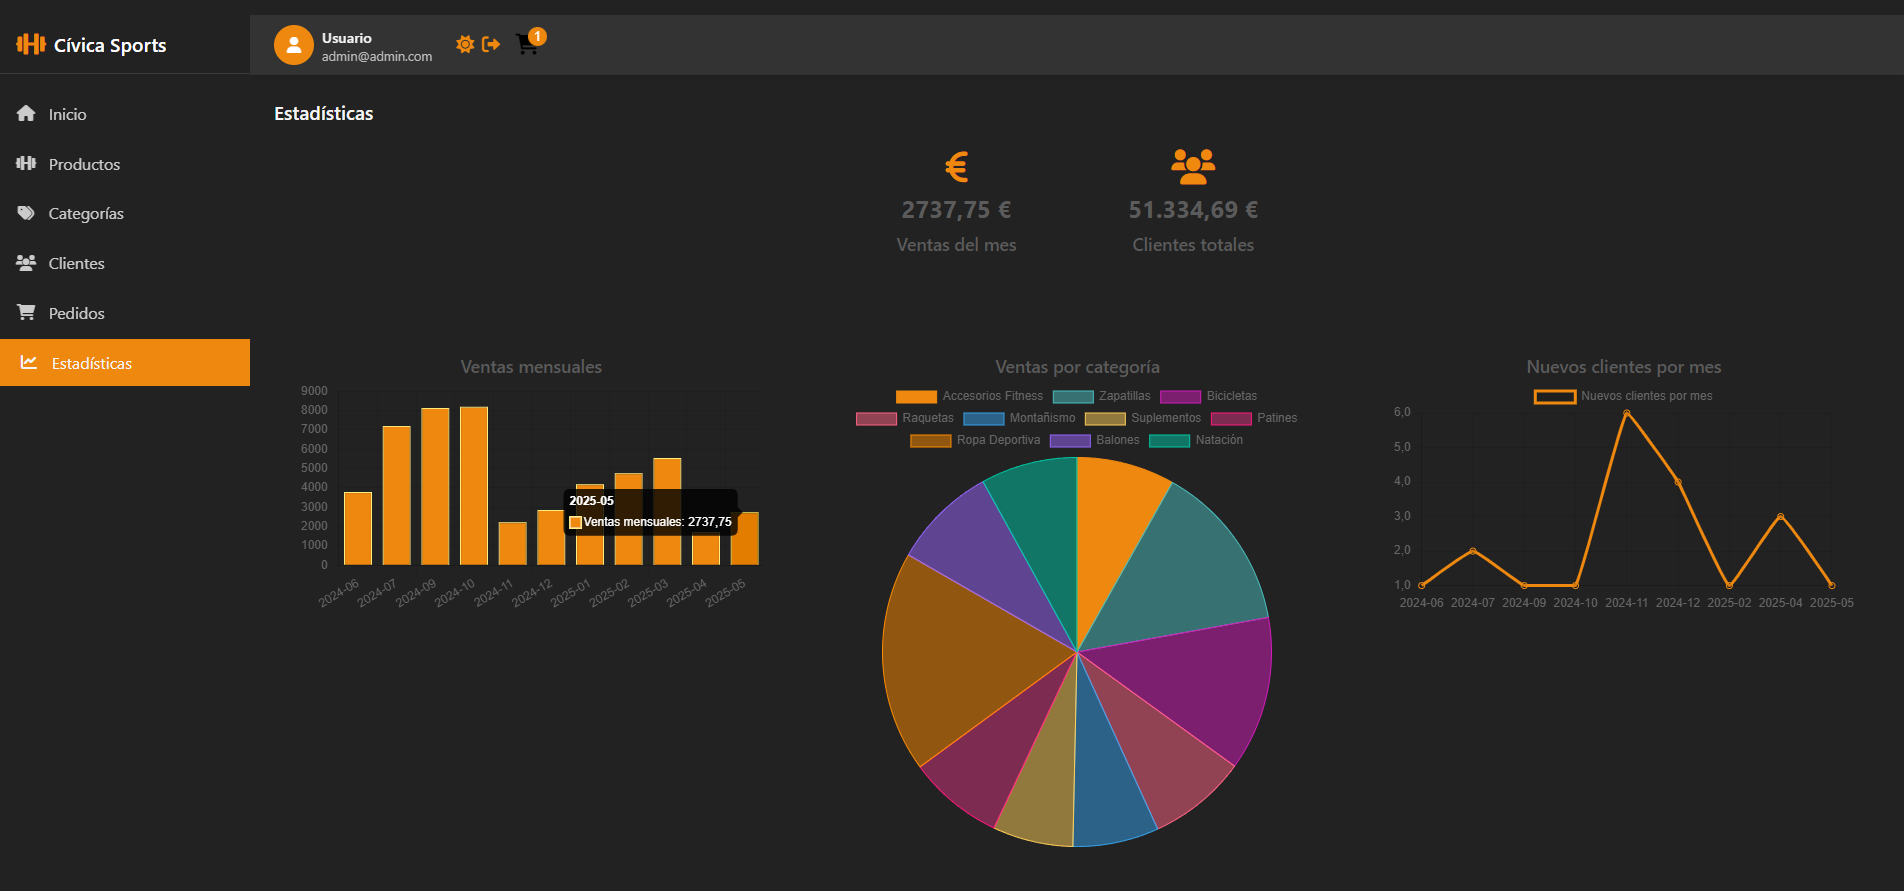 Cívica Sports
Usuario
admin@admin.com
1
Inicio
Productos
Categorías
Clientes
Pedidos
Estadísticas
Estadísticas
€
2737,75 €
Ventas del mes
51.334,69 €
Clientes totales
Ventas mensuales
9000
8000
7000
6000
5000
4000
3000
2000
1000
0
2025-05
Ventas mensuales: 2737,75
2024-06 2024-07 2024-09 2024-10 2024-11 2024-12 2025-01 2025-02 2025-03 2025-04 2025-05
Ventas por categoría
Accesorios Fitness Zapatillas Bicicletas
Raquetas Montañismo Suplementos Patines
Ropa Deportiva Balones Natación
Nuevos clientes por mes
Nuevos clientes por mes
6,0
5,0
4,0
3,0
2,0
1,0
2024-06 2024-07 2024-09 2024-10 2024-11 2024-12 2025-02 2025-04 2025-05